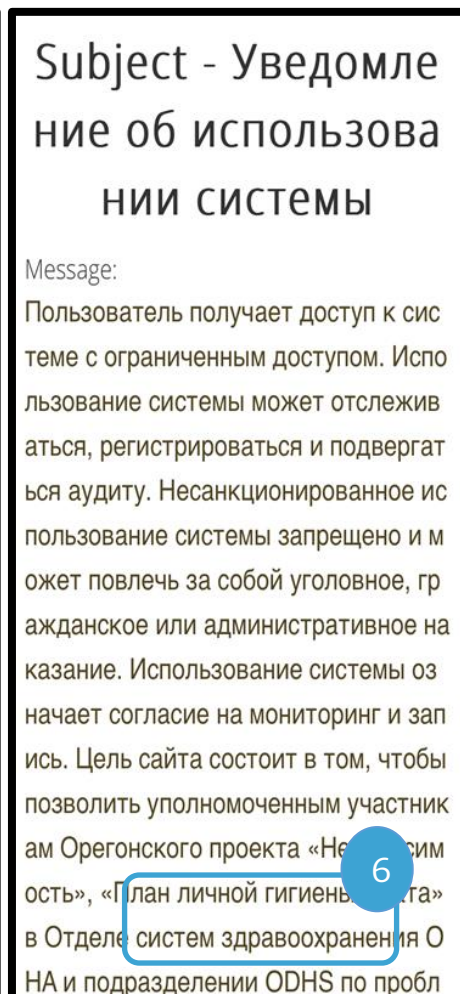 Subject - Уведомле
ние об использова
нии системы
Message:
Пользователь получает доступ к сис
теме с ограниченным доступом. Испо
льзование системы может отслежив
аться, регистрироваться и подвергат
ься аудиту. Несанкционированное ис
пользование системы запрещено и м
ожет повлечь за собой уголовное, гр
ажданское или административное на
казание. Использование системы оз
начает согласие на мониторинг и зап
ись. Цель сайта состоит в том, чтобы
позволить уполномоченным участник
ам Орегонского проекта
6
ость», «План личной
в Отделе систем здравоохранения О
НА и подразделении ODHS по пробл